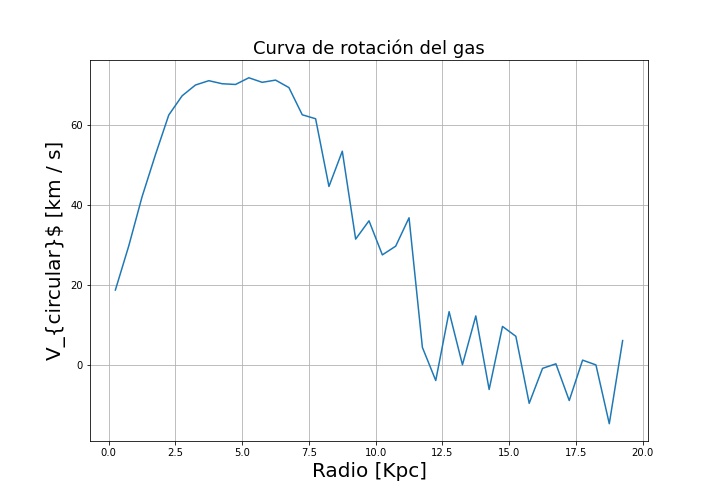 Curva de rotación del gas
V_{circular}$ [km / s]
60
40
20
0
0.0 2.5 5.0 7.5 10.0 12.5 15.0 17.5 20.0
Radio [Kpc]